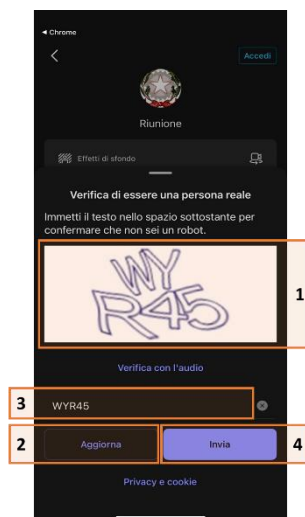 ◄ Chrome
Accedi
Riunione
Effetti di sfondo
Verifica di essere una persona reale
Immetti il testo nello spazio sottostante per
confermare che non sei un robot.
WY
R45
1
Verifica con l'audio
3 WYR45
2 Aggiorna Invia 4
Privacy e cookie